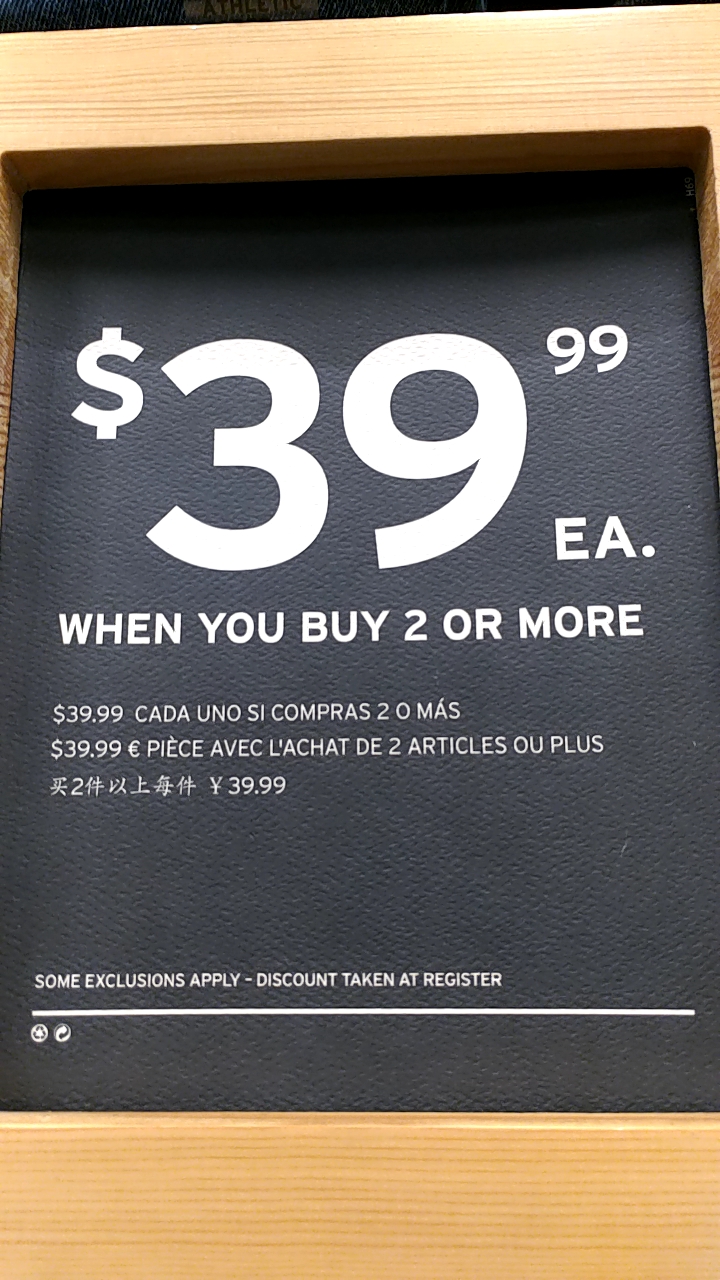 ATHLETIC
H69
$39 99
EA.
WHEN YOU BUY 2 OR MORE
$39.99 CADA UNO SI COMPRAS 2 O MÁS
$39.99 € PIÈCE AVEC L'ACHAT DE 2 ARTICLES OU PLUS
买2件以上每件 ¥39.99
SOME EXCLUSIONS APPLY – DISCOUNT TAKEN AT REGISTER